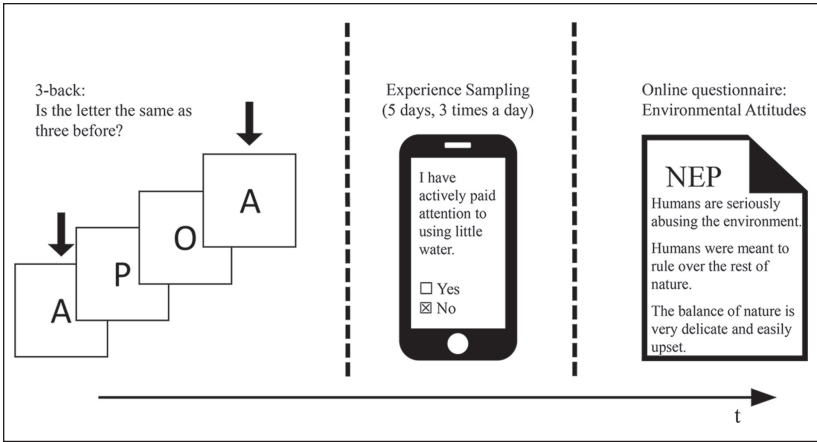 3-back:
Is the letter the same as
three before?
A
P
O
A
Experience Sampling
(5 days, 3 times a day)
I have
actively paid
attention to
using little
water.
☐ Yes
☒ No
Online questionnaire:
Environmental Attitudes
NEP
Humans are seriously
abusing the environment.
Humans were meant to
rule over the rest of
nature.
The balance of nature is
very delicate and easily
upset.
t